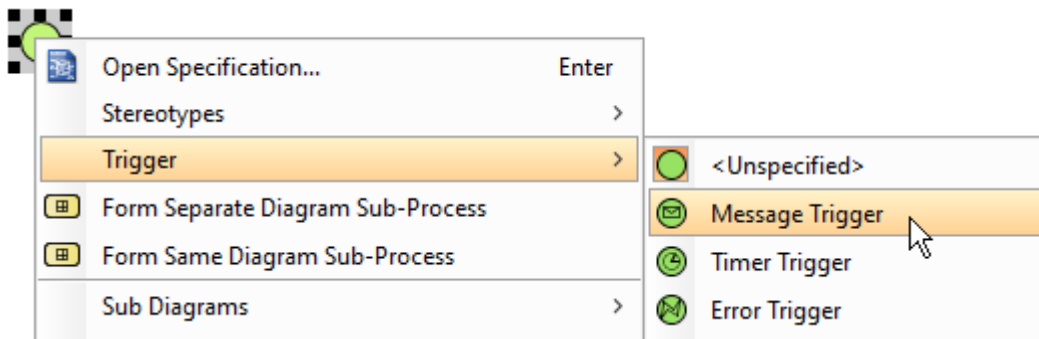 Open Specification... Enter
Stereotypes
Trigger
<Unspecified>
Form Separate Diagram Sub-Process
Message Trigger
Form Same Diagram Sub-Process
Timer Trigger
Sub Diagrams
Error Trigger